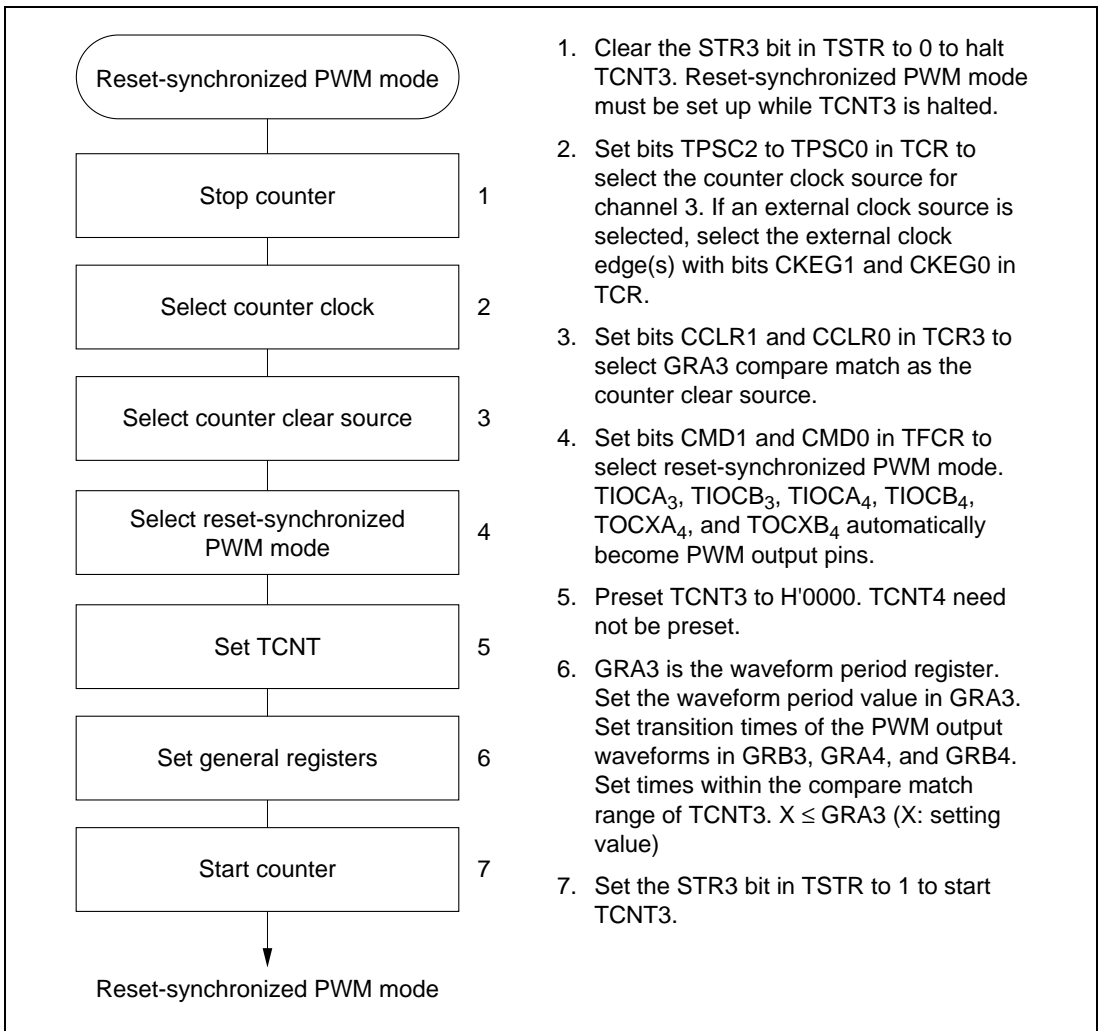 Reset-synchronized PWM mode
Stop counter
1
Select counter clock
2
Select counter clear source
3
Select reset-synchronized
PWM mode
4
Set TCNT
5
Set general registers
6
Start counter
7
Reset-synchronized PWM mode
1. Clear the STR3 bit in TSTR to 0 to halt
TCNT3. Reset-synchronized PWM mode
must be set up while TCNT3 is halted.
2. Set bits TPSC2 to TPSC0 in TCR to
select the counter clock source for
channel 3. If an external clock source is
selected, select the external clock
edge(s) with bits CKEG1 and CKEG0 in
TCR.
3. Set bits CCLR1 and CCLR0 in TCR3 to
select GRA3 compare match as the
counter clear source.
4. Set bits CMD1 and CMD0 in TFCR to
select reset-synchronized PWM mode.
TIOCA₃, TIOCB₃, TIOCA₄, TIOCB₄,
TOCXA₄, and TOCXB₄ automatically
become PWM output pins.
5. Preset TCNT3 to H'0000. TCNT4 need
not be preset.
6. GRA3 is the waveform period register.
Set the waveform period value in GRA3.
Set transition times of the PWM output
waveforms in GRB3, GRA4, and GRB4.
Set times within the compare match
range of TCNT3. X ≤ GRA3 (X: setting
value)
7. Set the STR3 bit in TSTR to 1 to start
TCNT3.